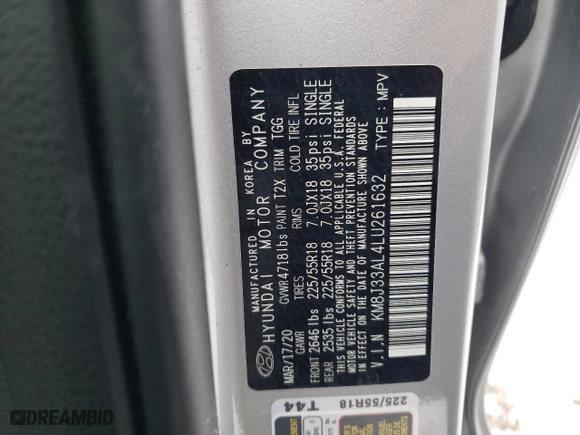 MANUFACTURED IN KOREA BY
HYUNDAI MOTOR COMPANY
MAR/17/20 GVWR 4718lbs PAINT T2X TRIM TGG
GAWR TIRES RIMS COLD TIRE INFL
FRONT 2646 lbs 225/55R18 7.0JX18 35psi SINGLE
REAR 2535 lbs 225/55R18 7.0JX18 35psi SINGLE
THIS VEHICLE CONFORMS TO ALL APPLICABLE U.S.A. FEDERAL
MOTOR VEHICLE SAFETY AND THEFT PREVENTION STANDARDS
IN EFFECT ON THE DATE OF MANUFACTURE SHOWN ABOVE
V.I.N : KM8J33AL4LU261632 TYPE : MPV
225/55R18
T44
DREAMBID